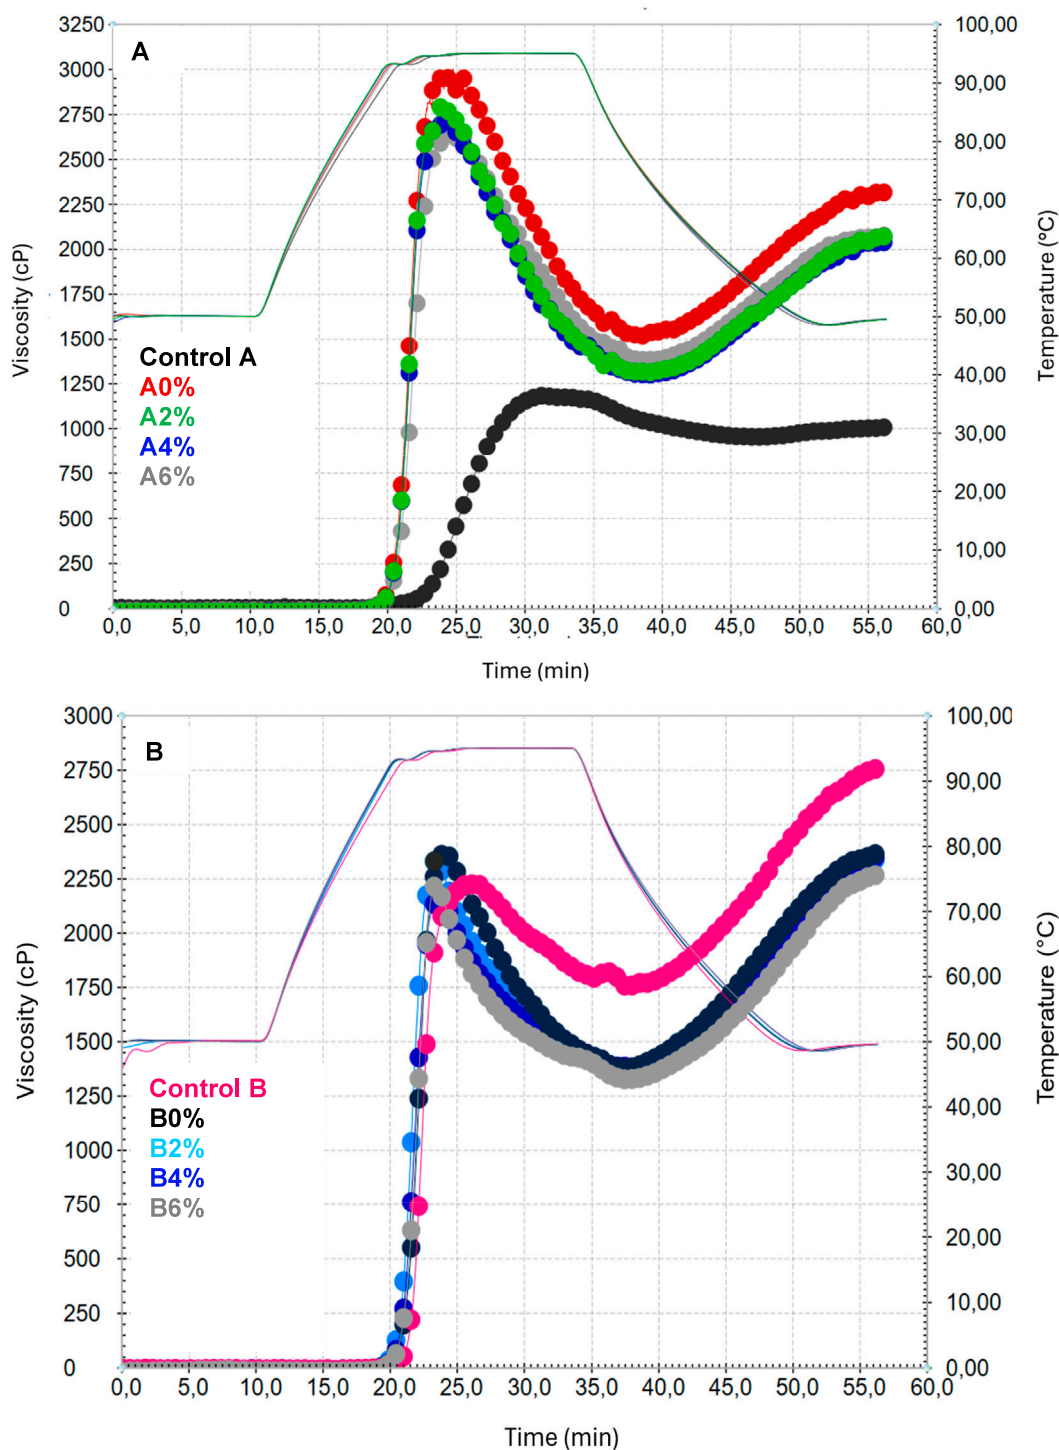 3250
3000
2750
2500
2250
2000
1750
1500
1250
1000
750
500
250
0
Viscosity (cP)
A
Control A
A0%
A2%
A4%
A6%
100,00
90,00
80,00
70,00
60,00
50,00
40,00
30,00
20,00
10,00
0,00
Temperature (°C)
0,0 5,0 10,0 15,0 20,0 25,0 30,0 35,0 40,0 45,0 50,0 55,0 60,0
Time (min)
3000
2750
2500
2250
2000
1750
1500
1250
1000
750
500
250
0
Viscosity (cP)
B
Control B
B0%
B2%
B4%
B6%
100,00
90,00
80,00
70,00
60,00
50,00
40,00
30,00
20,00
10,00
0,00
Temperature (°C)
0,0 5,0 10,0 15,0 20,0 25,0 30,0 35,0 40,0 45,0 50,0 55,0 60,0
Time (min)